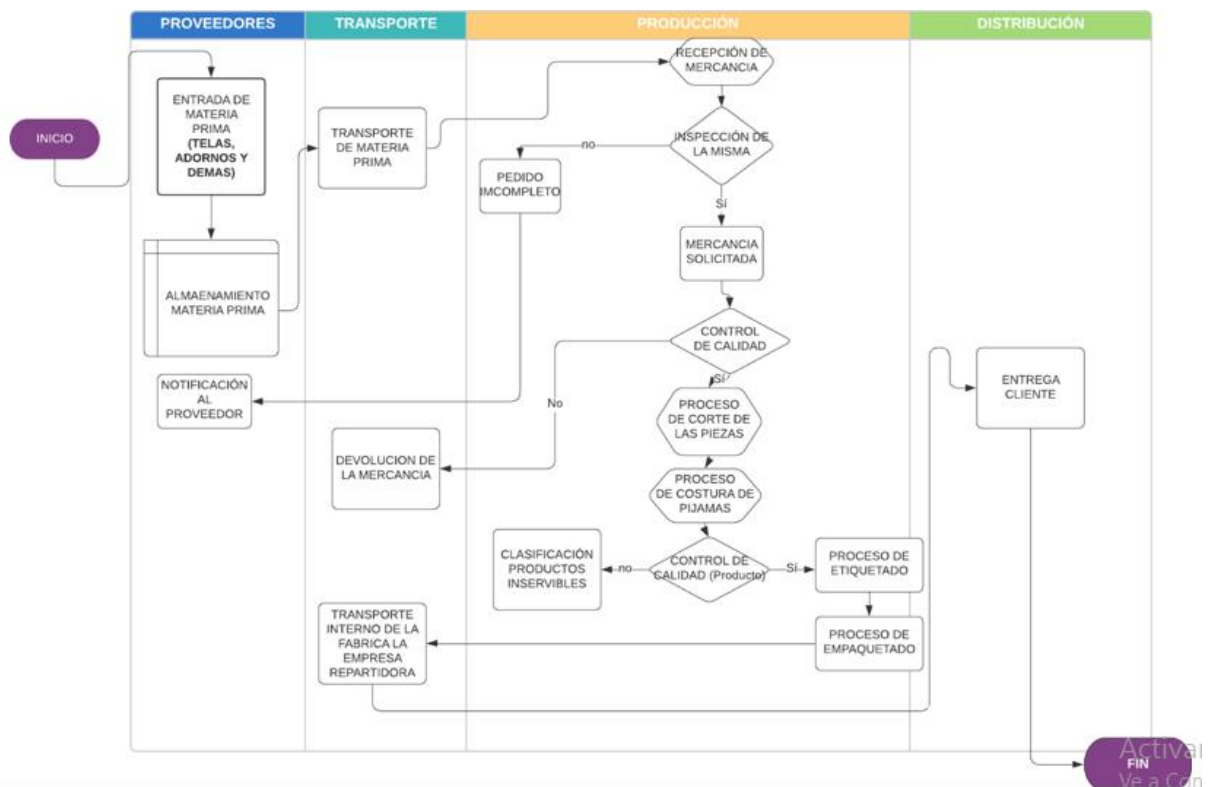 PROVEEDORES
TRANSPORTE
PRODUCCIÓN
DISTRIBUCIÓN
INICIO
ENTRADA DE
MATERIA
PRIMA
(TELAS,
ADORNOS Y
DEMAS)
ALMAENAMIENTO
MATERIA PRIMA
NOTIFICACIÓN
AL
PROVEEDOR
TRANSPORTE
DE MATERIA
PRIMA
DEVOLUCION DE
LA MERCANCIA
TRANSPORTE
INTERNO DE LA
FABRICA LA
EMPRESA
REPARTIDORA
RECEPCIÓN DE
MERCANCIA
INSPECCIÓN DE
LA MISMA
no
PEDIDO
IMCOMPLETO
Sí
MERCANCIA
SOLICITADA
CONTROL
DE CALIDAD
No
Sí
PROCESO
DE CORTE DE
LAS PIEZAS
PROCESO
DE COSTURA DE
PIJAMAS
CONTROL DE
CALIDAD (Producto)
no
CLASIFICACIÓN
PRODUCTOS
INSERVIBLES
Sí
PROCESO DE
ETIQUETADO
PROCESO DE
EMPAQUETADO
ENTREGA
CLIENTE
FIN
Activar
Ve a Con